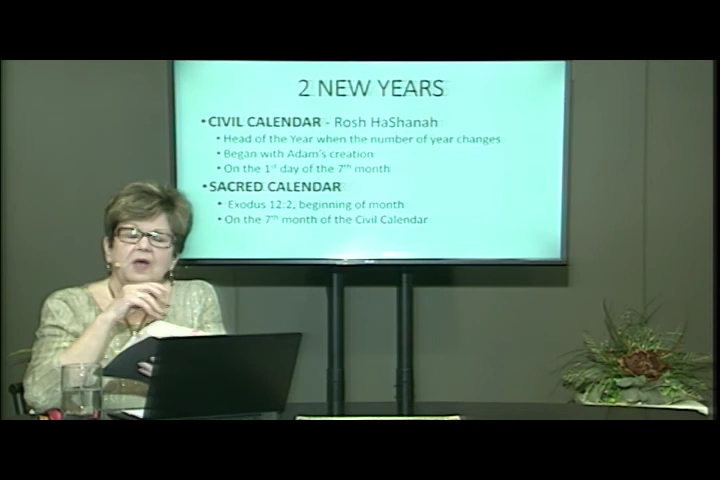 2 NEW YEARS
•CIVIL CALENDAR - Rosh HaShanah
• Head of the Year when the number of year changes
• Began with Adam's creation
• On the 1st day of the 7th month
•SACRED CALENDAR
• Exodus 12:2, beginning of month
• On the 7th month of the Civil Calendar